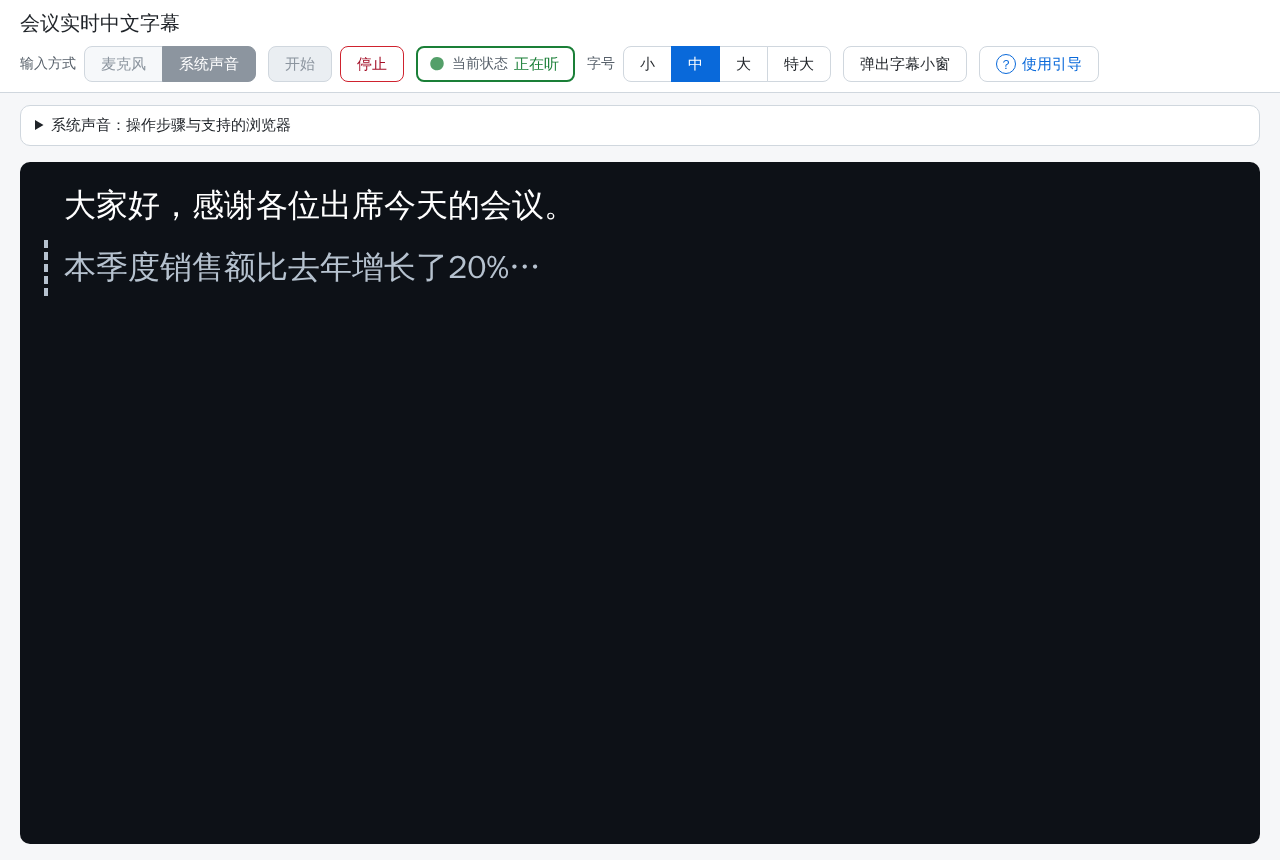 会议实时中文字幕
输入方式 麦克风 系统声音 开始 停止 当前状态 正在听 字号 小 中 大 特大 弹出字幕小窗 ? 使用引导
▶ 系统声音：操作步骤与支持的浏览器
大家好，感谢各位出席今天的会议。
本季度销售额比去年增长了20%…